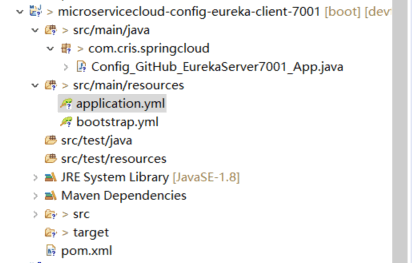 > microservicecloud-config-eureka-client-7001 [boot] [dev
> src/main/java
> com.cris.springcloud
> Config_GitHub_EurekaServer7001_App.java
> src/main/resources
application.yml
bootstrap.yml
src/test/java
src/test/resources
JRE System Library [JavaSE-1.8]
Maven Dependencies
> src
> target
pom.xml